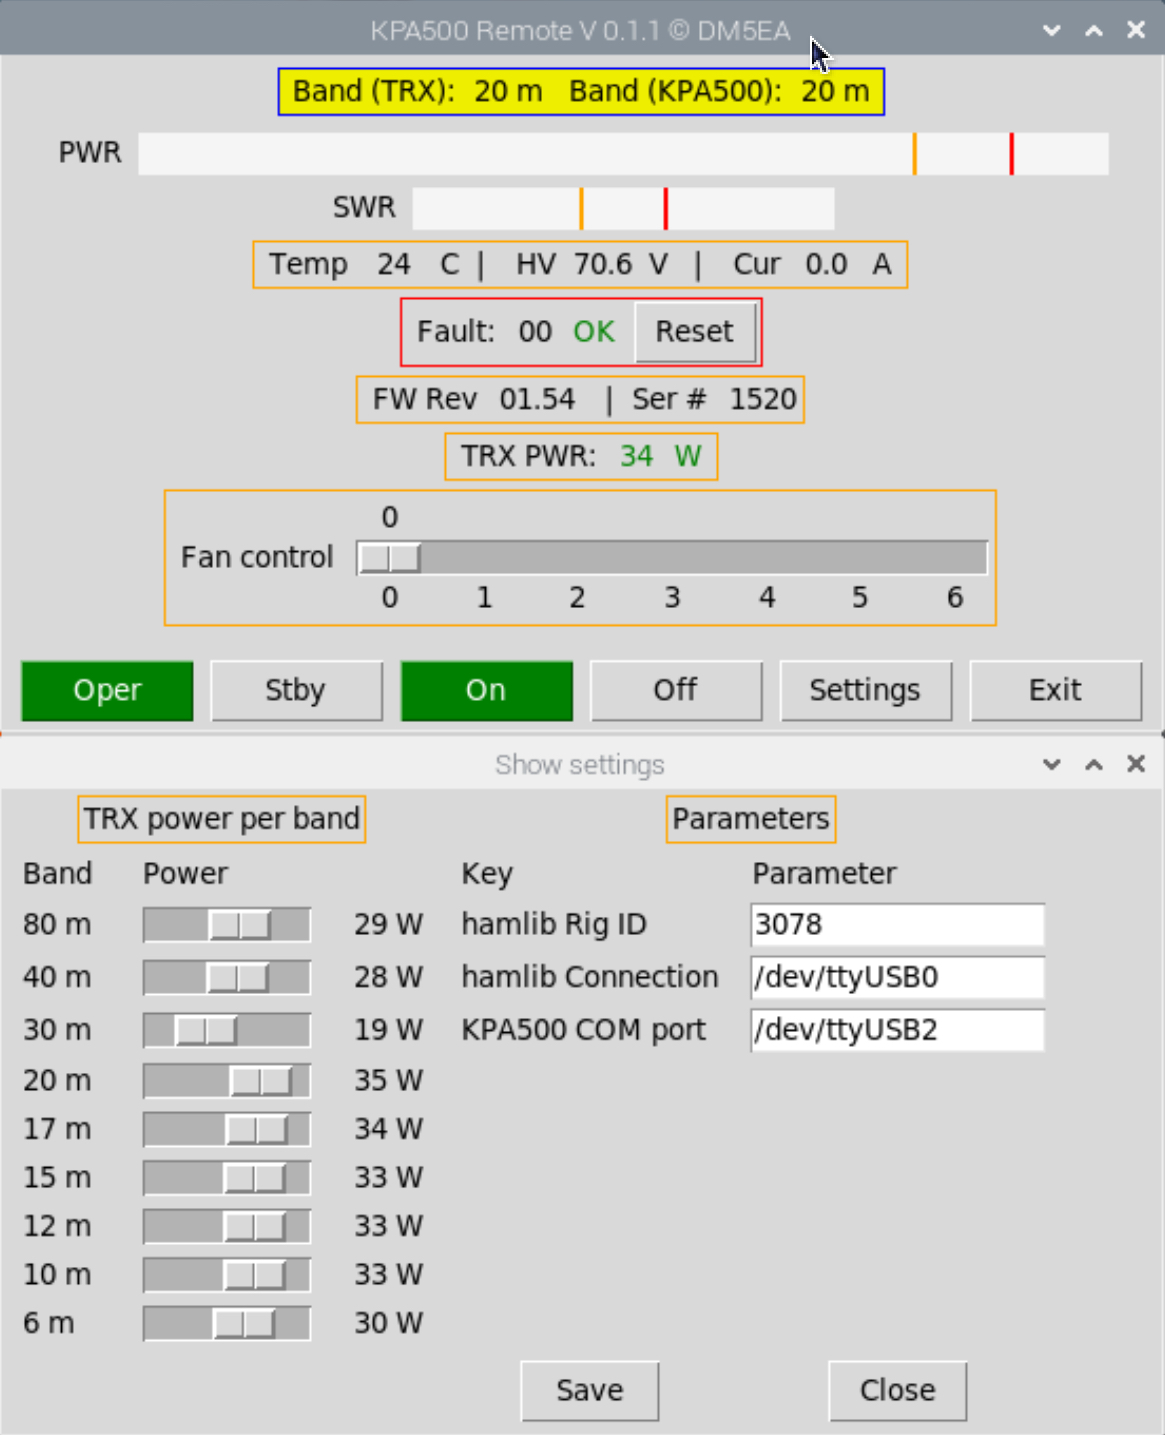 KPA500 Remote V 0.1.1 © DM5EA
Band (TRX): 20 m Band (KPA500): 20 m
PWR
SWR
Temp 24 C | HV 70.6 V | Cur 0.0 A
Fault: 00 OK Reset
FW Rev 01.54 | Ser # 1520
TRX PWR: 34 W
0
Fan control
0 1 2 3 4 5 6
Oper Stby On Off Settings Exit
Show settings
TRX power per band Parameters
Band Power Key Parameter
80 m 29 W hamlib Rig ID 3078
40 m 28 W hamlib Connection /dev/ttyUSB0
30 m 19 W KPA500 COM port /dev/ttyUSB2
20 m 35 W
17 m 34 W
15 m 33 W
12 m 33 W
10 m 33 W
6 m 30 W
Save Close